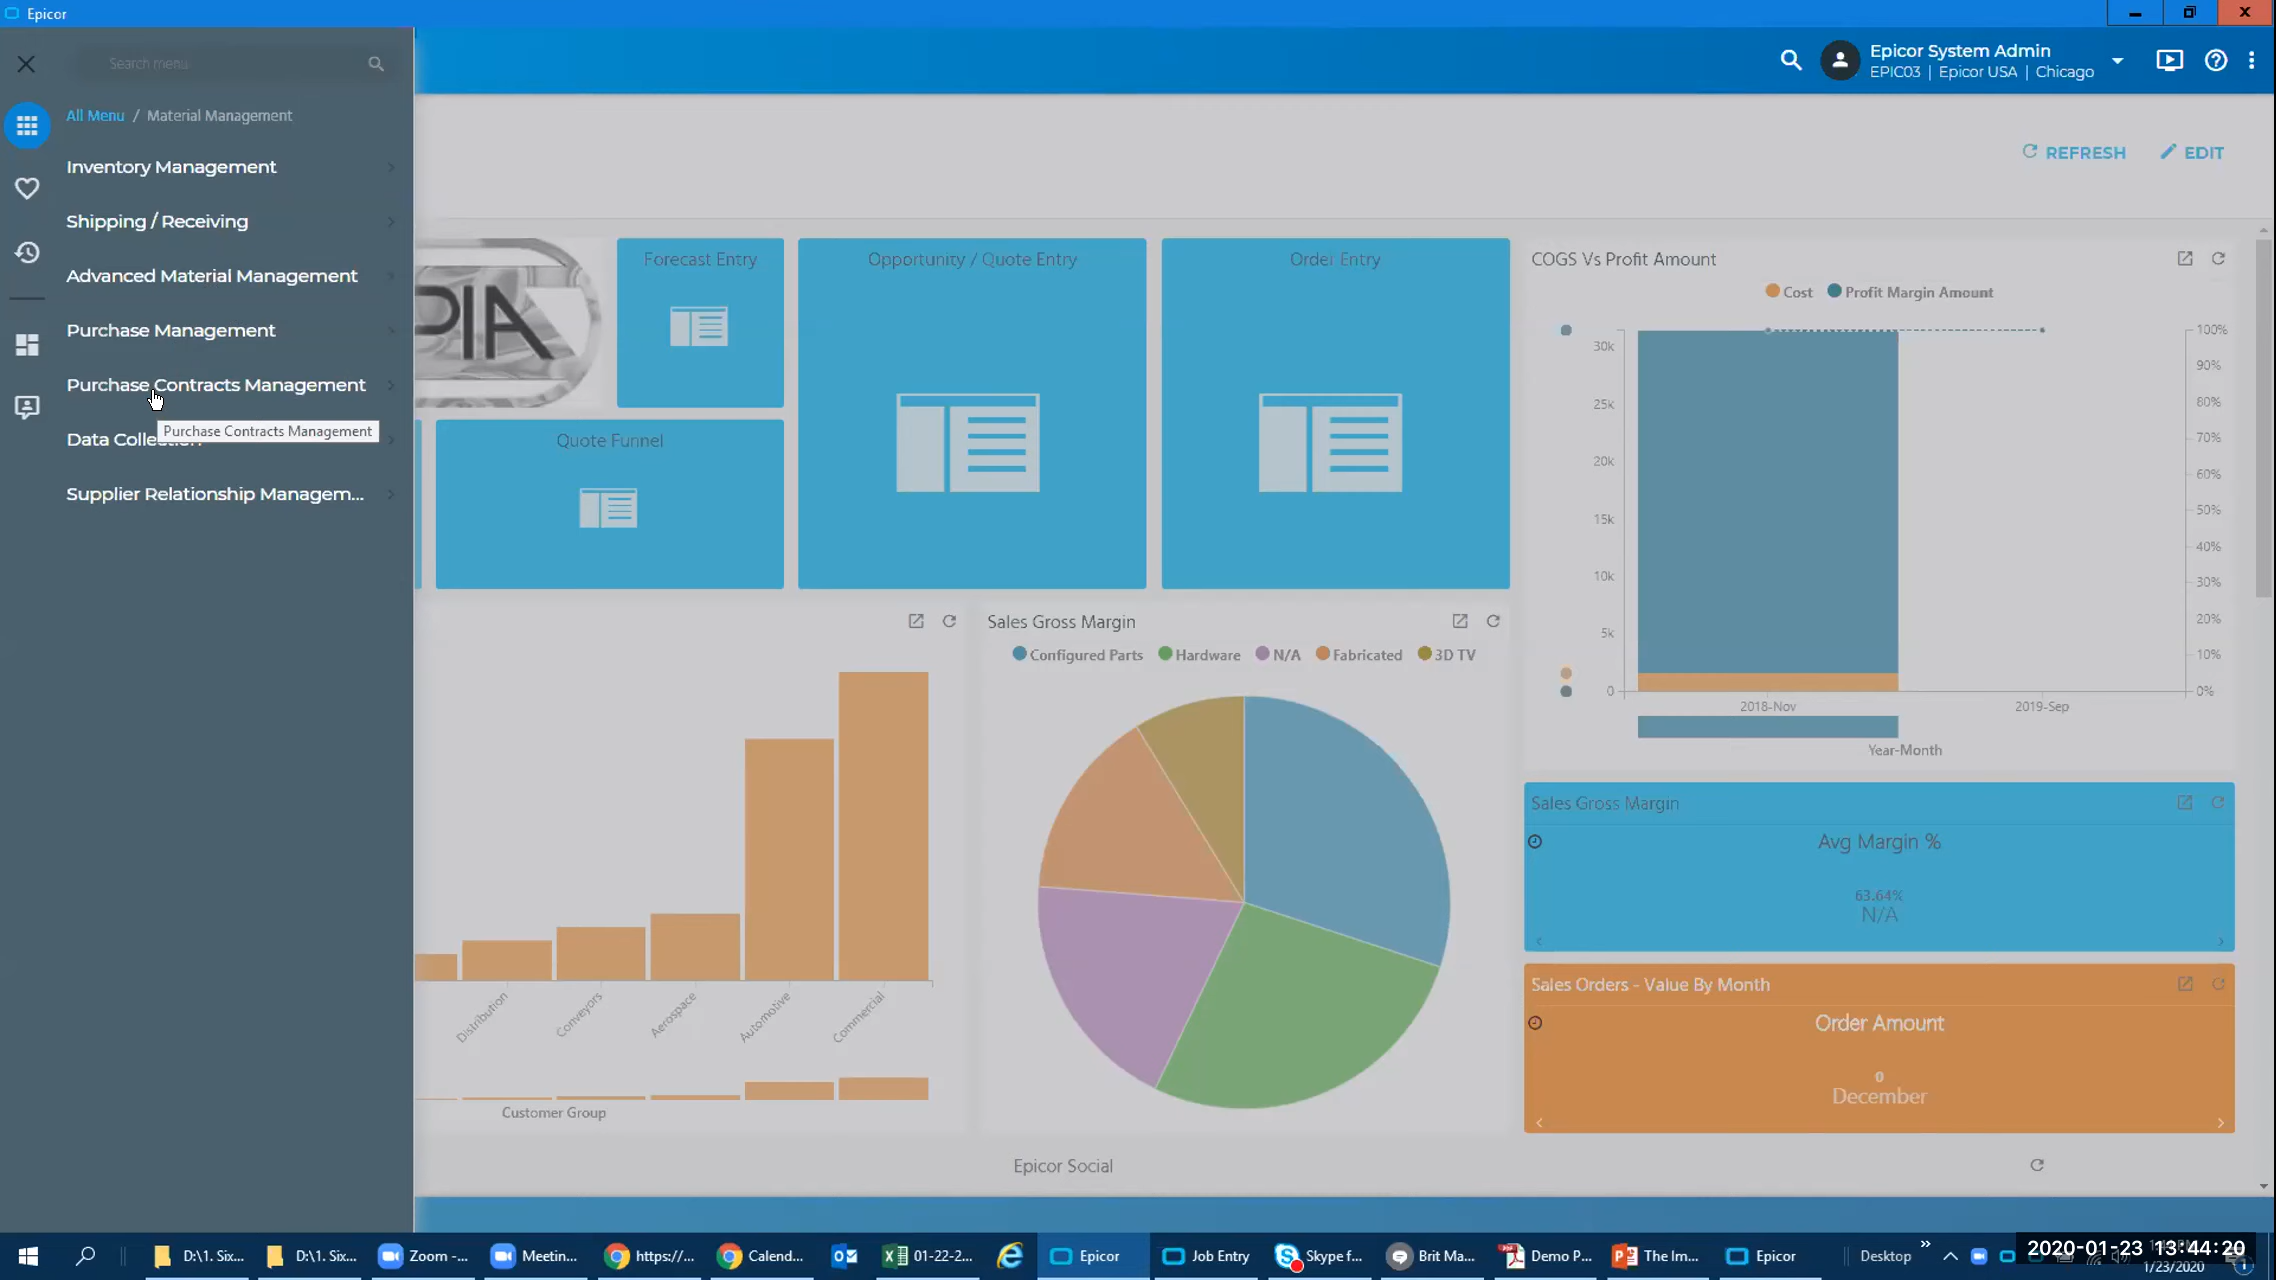 Epicor
Search menu
Epicor System Admin
EPIC03 | Epicor USA | Chicago
All Menu / Material Management
REFRESH
EDIT
Inventory Management
Shipping / Receiving
Advanced Material Management
Purchase Management
Purchase Contracts Management
Purchase Contracts Management
Data Collection
Supplier Relationship Managem...
PIA
Forecast Entry
Opportunity / Quote Entry
Order Entry
Quote Funnel
COGS Vs Profit Amount
Cost Profit Margin Amount
30k
25k
20k
15k
10k
5k
0
100%
90%
80%
70%
60%
50%
40%
30%
20%
10%
0%
2018-Nov 2019-Sep
Year-Month
Sales Gross Margin
Configured Parts Hardware N/A Fabricated 3D TV
Distribution
Conveyors
Aerospace
Automotive
Commercial
Customer Group
Sales Gross Margin
Avg Margin %
63.64%
N/A
Sales Orders - Value By Month
Order Amount
0
December
Epicor Social
D:\1. Six...
D:\1. Six...
Zoom -...
Meetin...
https://...
Calend...
01-22-2...
Epicor
Job Entry
Skype f...
Brit Ma...
Demo P...
The Im...
Epicor
Desktop
2020-01-23 13:44:20
1/23/2020